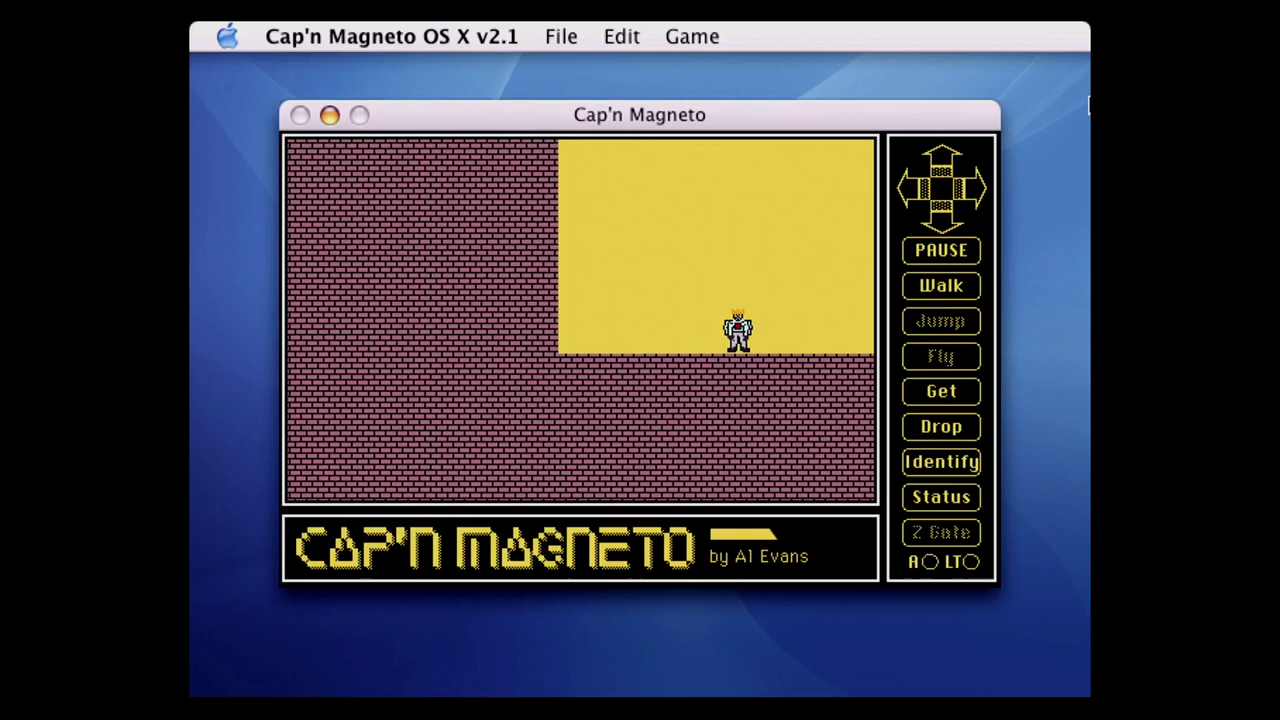 Cap'n Magneto OS X v2.1 File Edit Game
Cap'n Magneto
PAUSE
Walk
Jump
Fly
Get
Drop
Identify
Status
Z Gate
A LT
CAP'N MAGNETO
by Al Evans